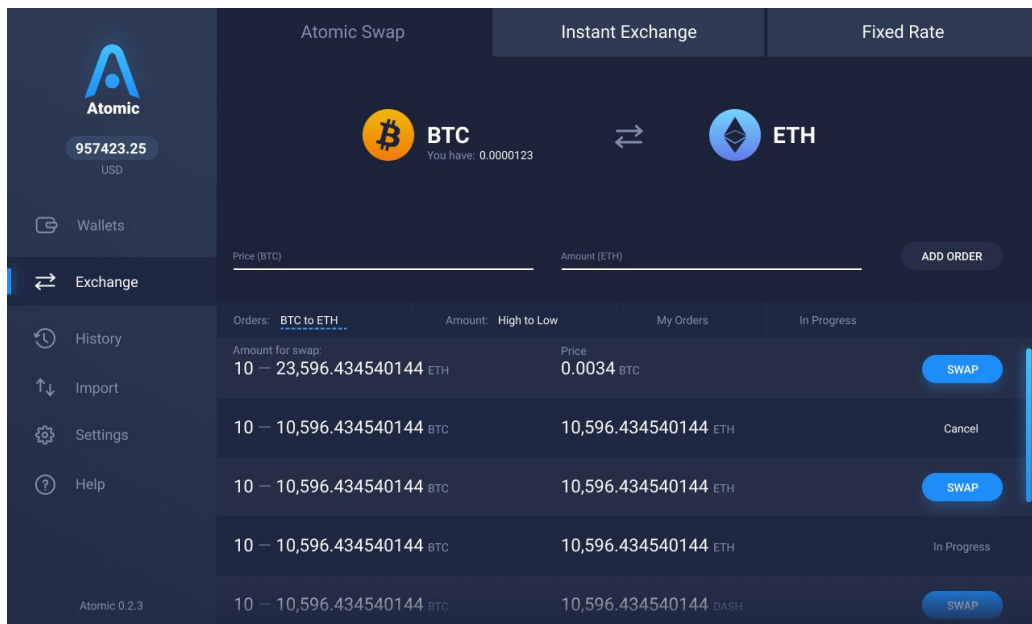 Atomic
957423.25
USD
Wallets
Exchange
History
Import
Settings
Help
Atomic 0.2.3
Atomic Swap Instant Exchange Fixed Rate
BTC ETH
You have: 0.0000123
Price (BTC) Amount (ETH) ADD ORDER
Orders: BTC to ETH Amount: High to Low My Orders In Progress
Amount for swap: Price
10 — 23,596.434540144 ETH 0.0034 BTC SWAP
10 — 10,596.434540144 BTC 10,596.434540144 ETH Cancel
10 — 10,596.434540144 BTC 10,596.434540144 ETH SWAP
10 — 10,596.434540144 BTC 10,596.434540144 ETH In Progress
10 — 10,596.434540144 BTC 10,596.434540144 DASH SWAP